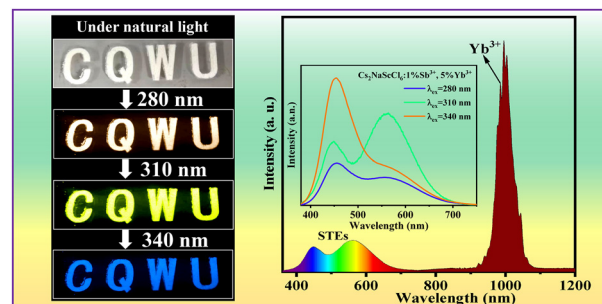 Under natural light
CQWU
280 nm
CQWU
310 nm
CQWU
340 nm
CQWU
Intensity (a. u.)
Yb³⁺
Cs₂NaScCl₆:1%Sb³⁺, 5%Yb³⁺
λex=280 nm
λex=310 nm
λex=340 nm
Intensity (a.n.)
400 500 600 700
Wavelength (nm)
STEs
400 600 800 1000 1200
Wavelength (nm)